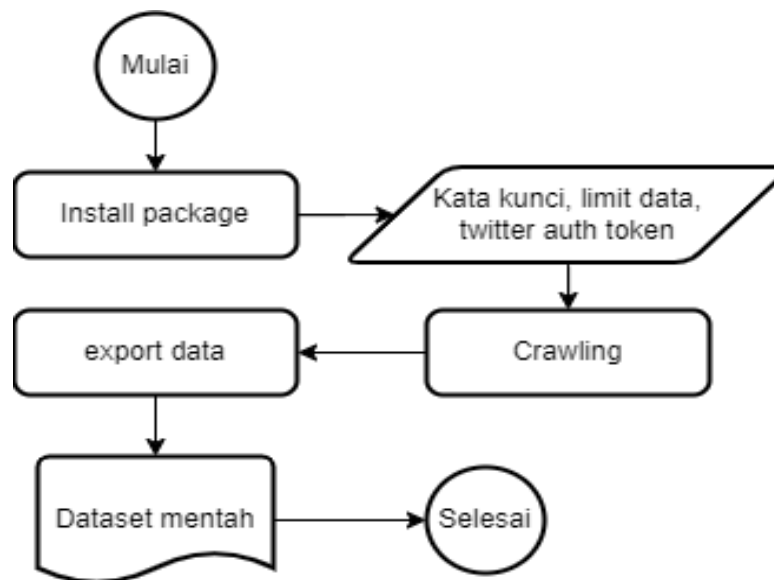 Mulai
Install package
Kata kunci, limit data,
twitter auth token
Crawling
export data
Dataset mentah
Selesai